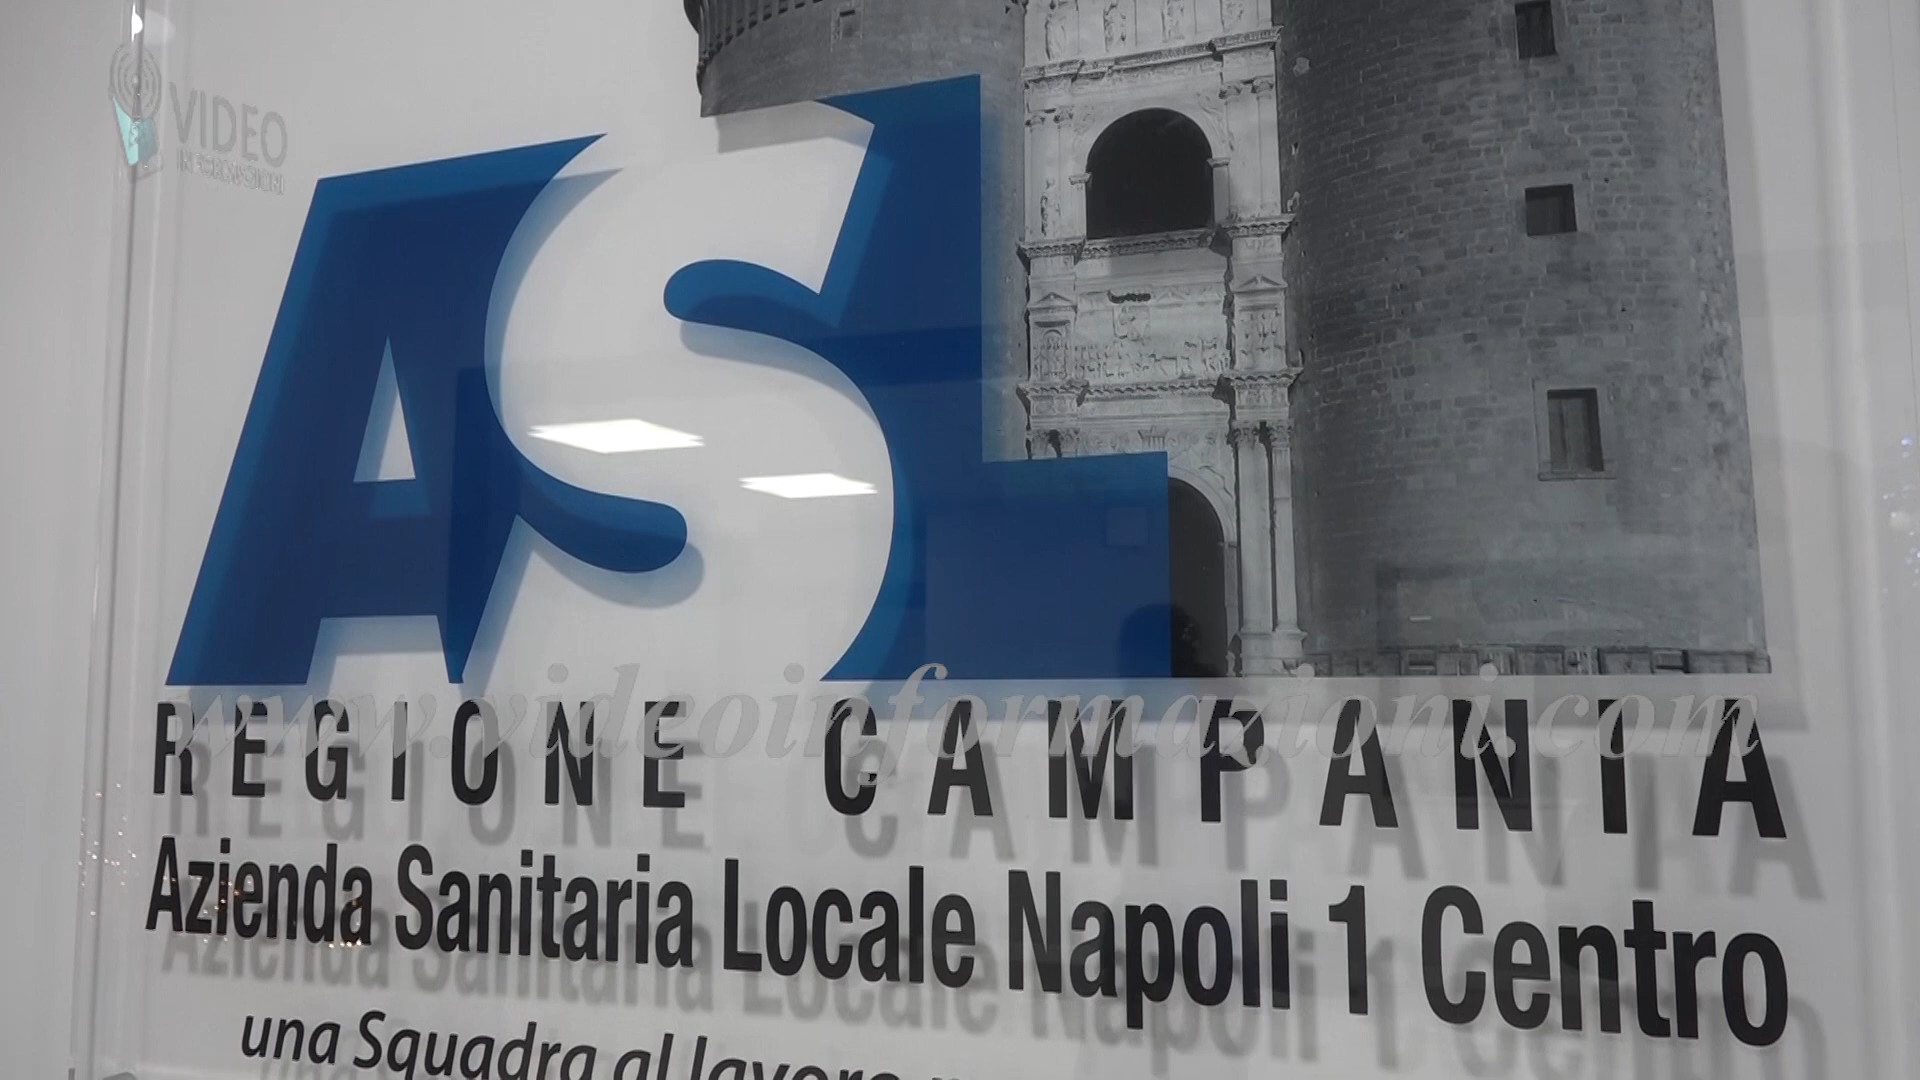 VIDEO
INFORMAZIONI
ASL
www.videoinformazioni.com
REGIONE CAMPANIA
Azienda Sanitaria Locale Napoli 1 Centro
una Squadra al lavoro